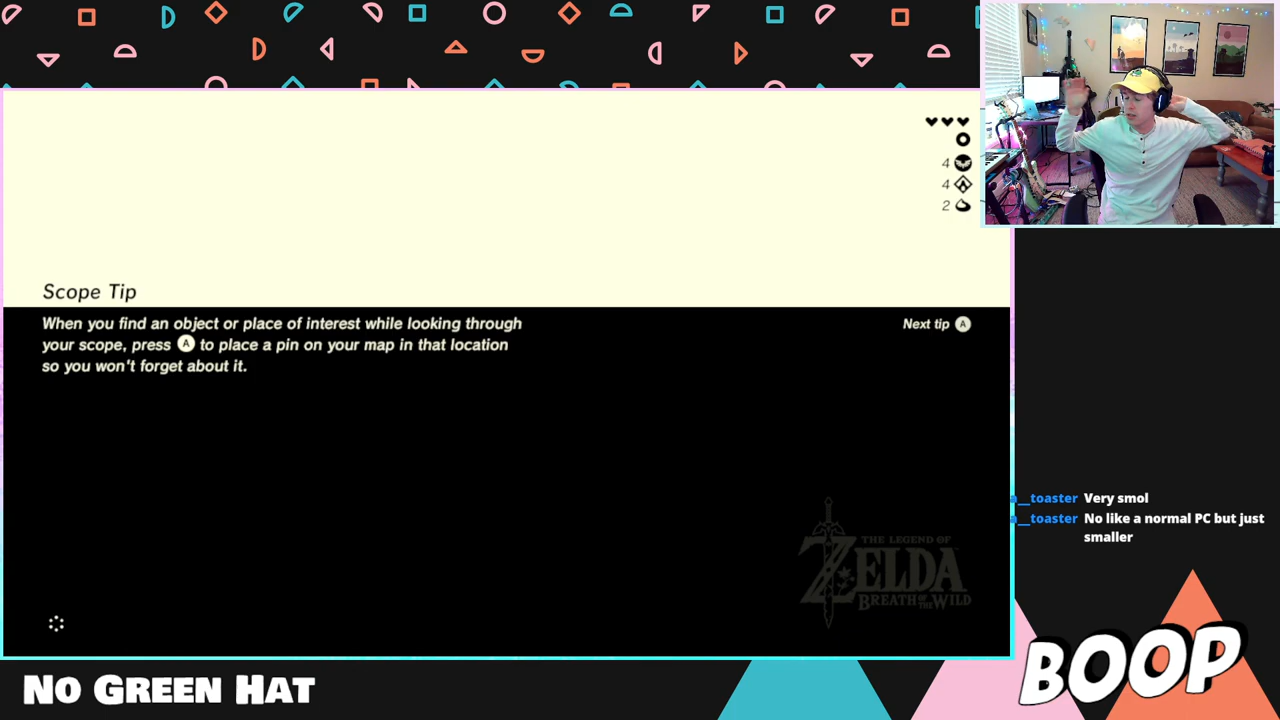 4
4
2
Scope Tip
When you find an object or place of interest while looking through
your scope, press A to place a pin on your map in that location
so you won't forget about it.
Next tip A
THE LEGEND OF
ZELDA
BREATH OF THE WILD
a__toaster Very smol
a__toaster No like a normal PC but just
smaller
NO GREEN HAT
BOOP